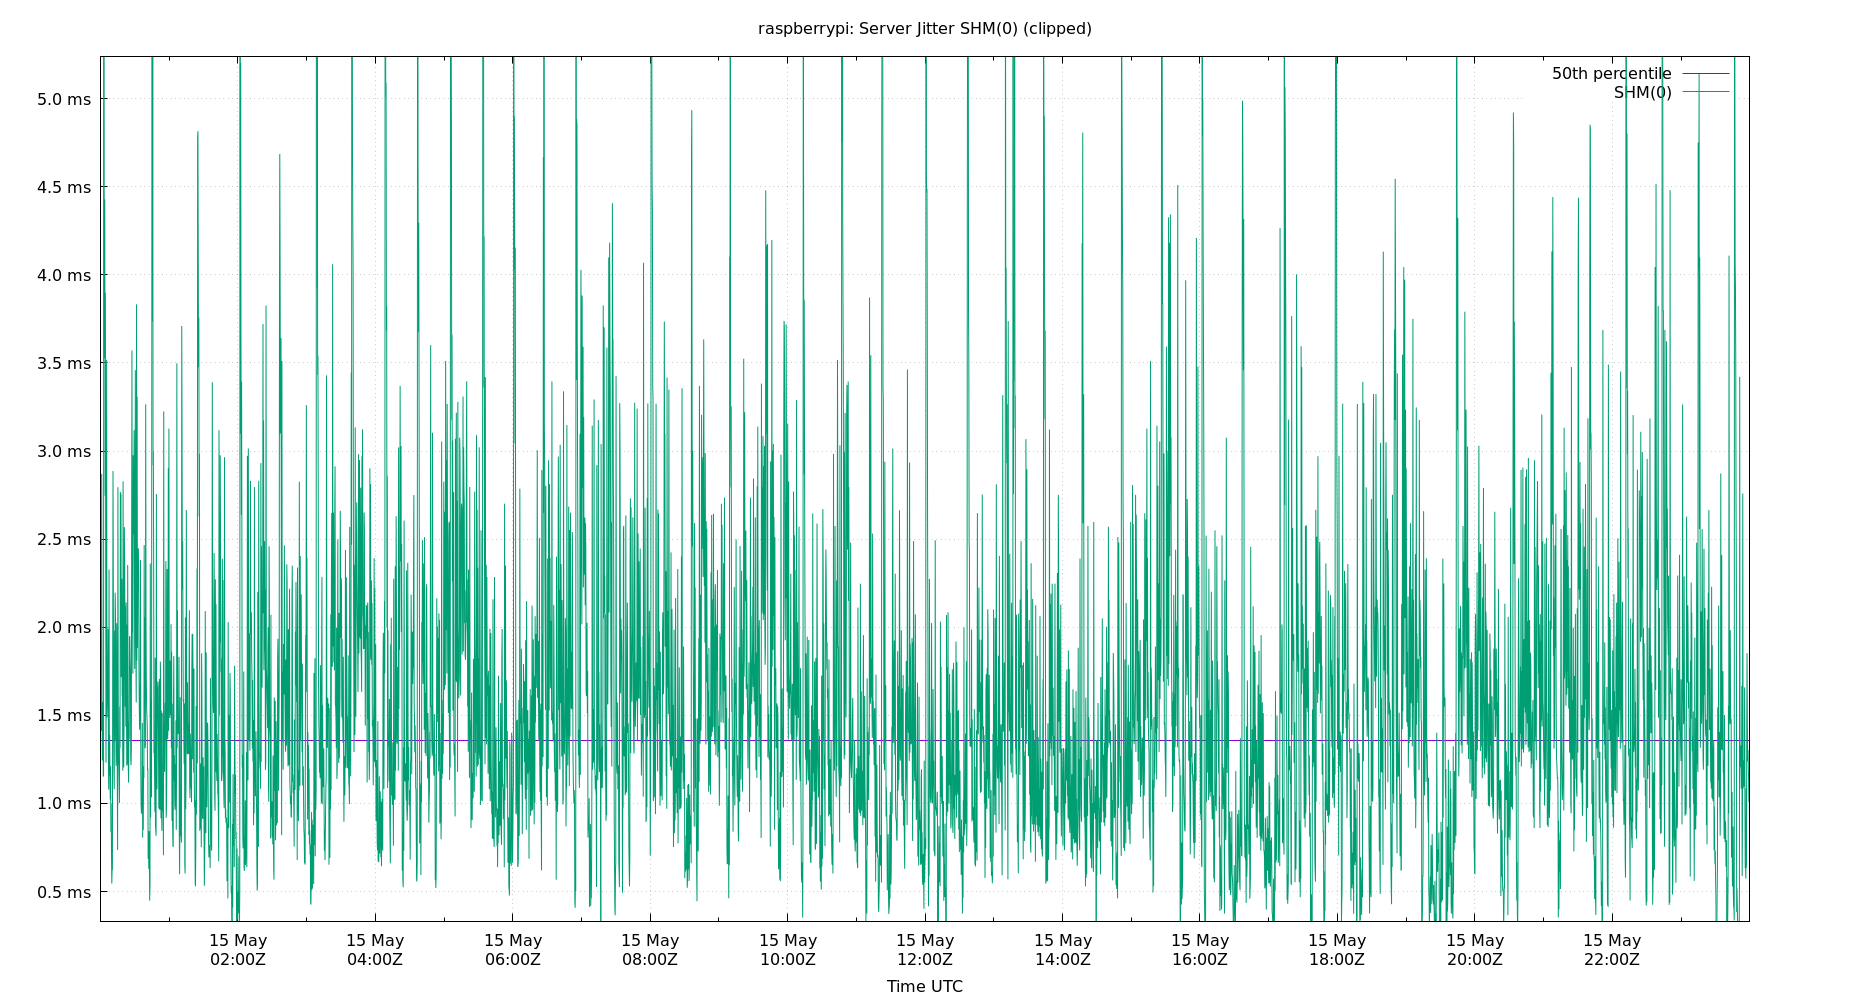 raspberrypi: Server Jitter SHM(0) (clipped)
50th percentile
SHM(0)
5.0 ms
4.5 ms
4.0 ms
3.5 ms
3.0 ms
2.5 ms
2.0 ms
1.5 ms
1.0 ms
0.5 ms
15 May 15 May 15 May 15 May 15 May 15 May 15 May 15 May 15 May 15 May 15 May
02:00Z 04:00Z 06:00Z 08:00Z 10:00Z 12:00Z 14:00Z 16:00Z 18:00Z 20:00Z 22:00Z
Time UTC